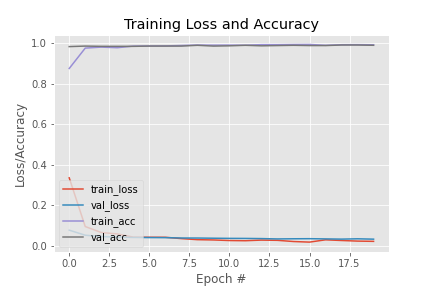 Training Loss and Accuracy
Loss/Accuracy
1.0
0.8
0.6
0.4
0.2
0.0
train_loss
val_loss
train_acc
val_acc
0.0 2.5 5.0 7.5 10.0 12.5 15.0 17.5
Epoch #